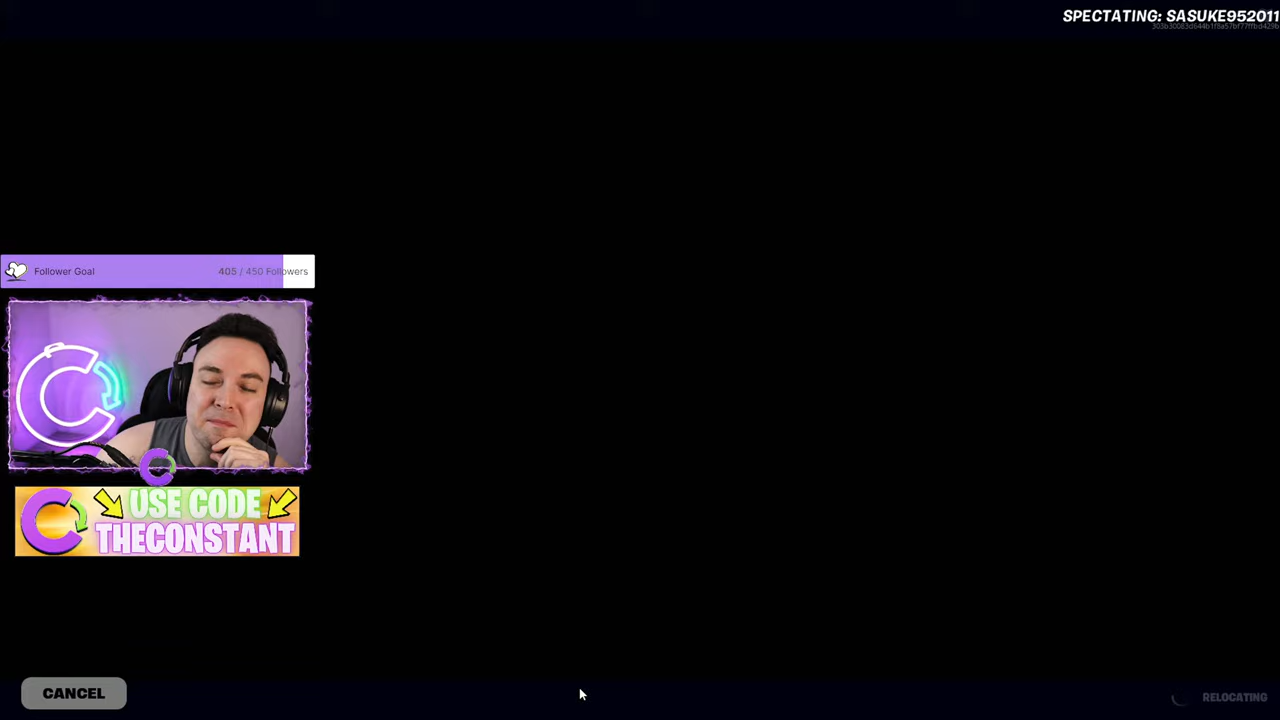 SPECTATING: SASUKE952011
Follower Goal
405 / 450 Followers
USE CODE
THECONSTANT
CANCEL
RELOCATING